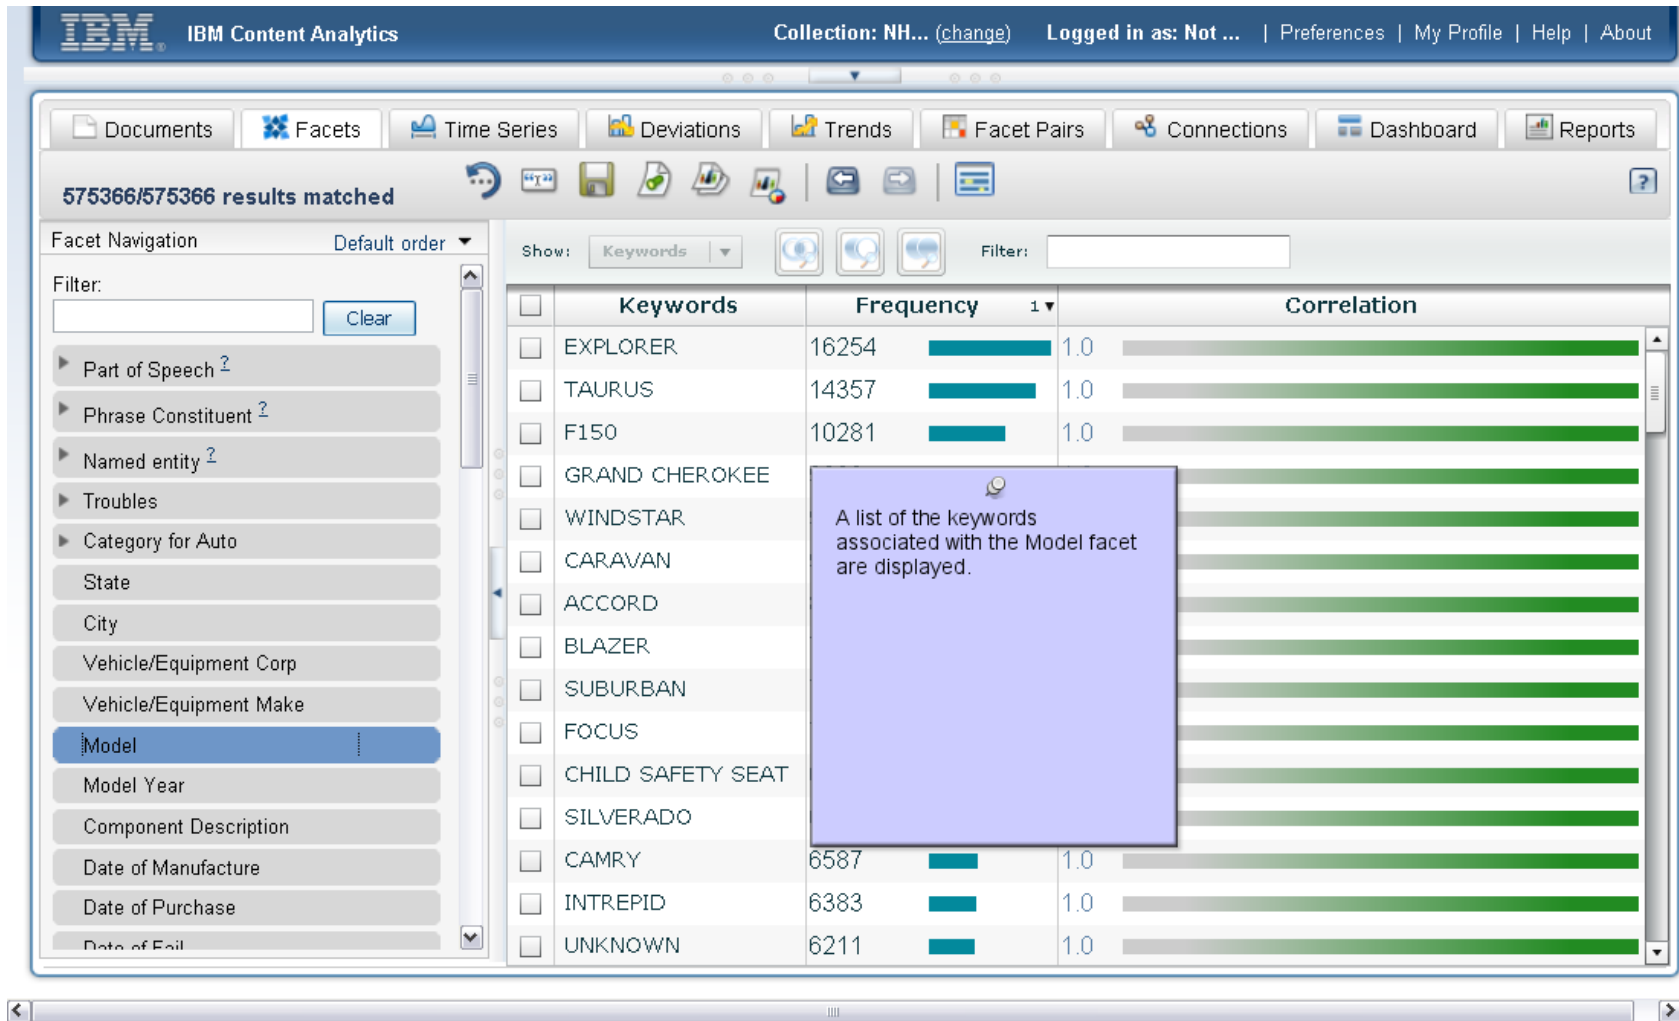 IBM IBM Content Analytics Collection: NH... (change) Logged in as: Not ... | Preferences | My Profile | Help | About
Documents Facets Time Series Deviations Trends Facet Pairs Connections Dashboard Reports
575366/575366 results matched
Facet Navigation Default order
Filter:
Clear
Part of Speech ?
Phrase Constituent ?
Named entity ?
Troubles
Category for Auto
State
City
Vehicle/Equipment Corp
Vehicle/Equipment Make
Model
Model Year
Component Description
Date of Manufacture
Date of Purchase
Date of Fail
Show: Keywords Filter:
Keywords Frequency 1 Correlation
EXPLORER 16254 1.0
TAURUS 14357 1.0
F150 10281 1.0
GRAND CHEROKEE
WINDSTAR
CARAVAN
ACCORD
BLAZER
SUBURBAN
FOCUS
CHILD SAFETY SEAT
SILVERADO
CAMRY 6587 1.0
INTREPID 6383 1.0
UNKNOWN 6211 1.0
A list of the keywords
associated with the Model facet
are displayed.